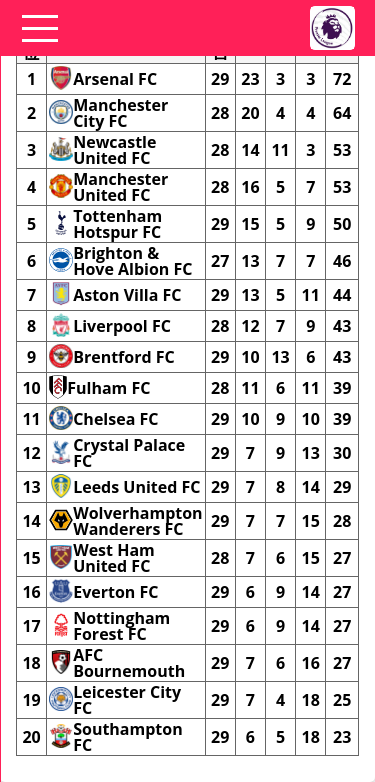 1 Arsenal FC 29 23 3 3 72
2 Manchester City FC 28 20 4 4 64
3 Newcastle United FC 28 14 11 3 53
4 Manchester United FC 28 16 5 7 53
5 Tottenham Hotspur FC 29 15 5 9 50
6 Brighton & Hove Albion FC 27 13 7 7 46
7 Aston Villa FC 29 13 5 11 44
8 Liverpool FC 28 12 7 9 43
9 Brentford FC 29 10 13 6 43
10 Fulham FC 28 11 6 11 39
11 Chelsea FC 29 10 9 10 39
12 Crystal Palace FC 29 7 9 13 30
13 Leeds United FC 29 7 8 14 29
14 Wolverhampton Wanderers FC 29 7 7 15 28
15 West Ham United FC 28 7 6 15 27
16 Everton FC 29 6 9 14 27
17 Nottingham Forest FC 29 6 9 14 27
18 AFC Bournemouth 29 7 6 16 27
19 Leicester City FC 29 7 4 18 25
20 Southampton FC 29 6 5 18 23